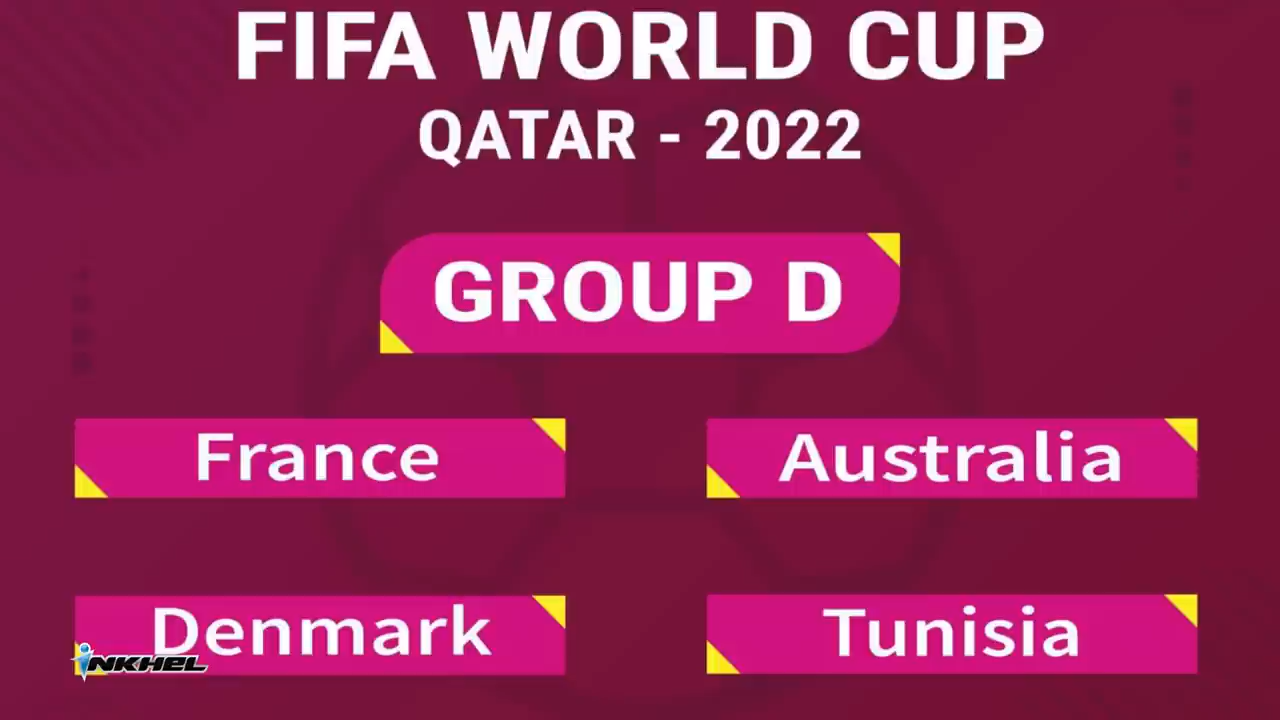 FIFA WORLD CUP
QATAR - 2022
GROUP D
France
Australia
Denmark
Tunisia
iNKHEL